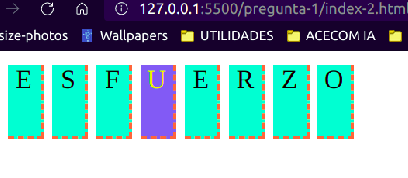 127.0.0.1:5500/pregunta-1/index-2.html
size-photos Wallpapers UTILIDADES ACECOM IA
E S F U E R Z O